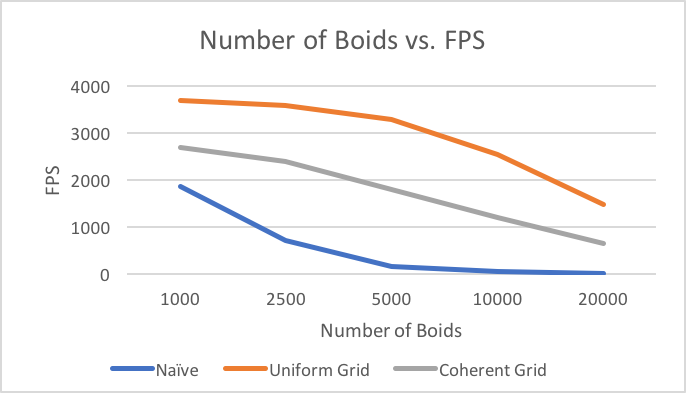 Number of Boids vs. FPS
4000
3000
2000
1000
0
FPS
1000 2500 5000 10000 20000
Number of Boids
Naïve Uniform Grid Coherent Grid